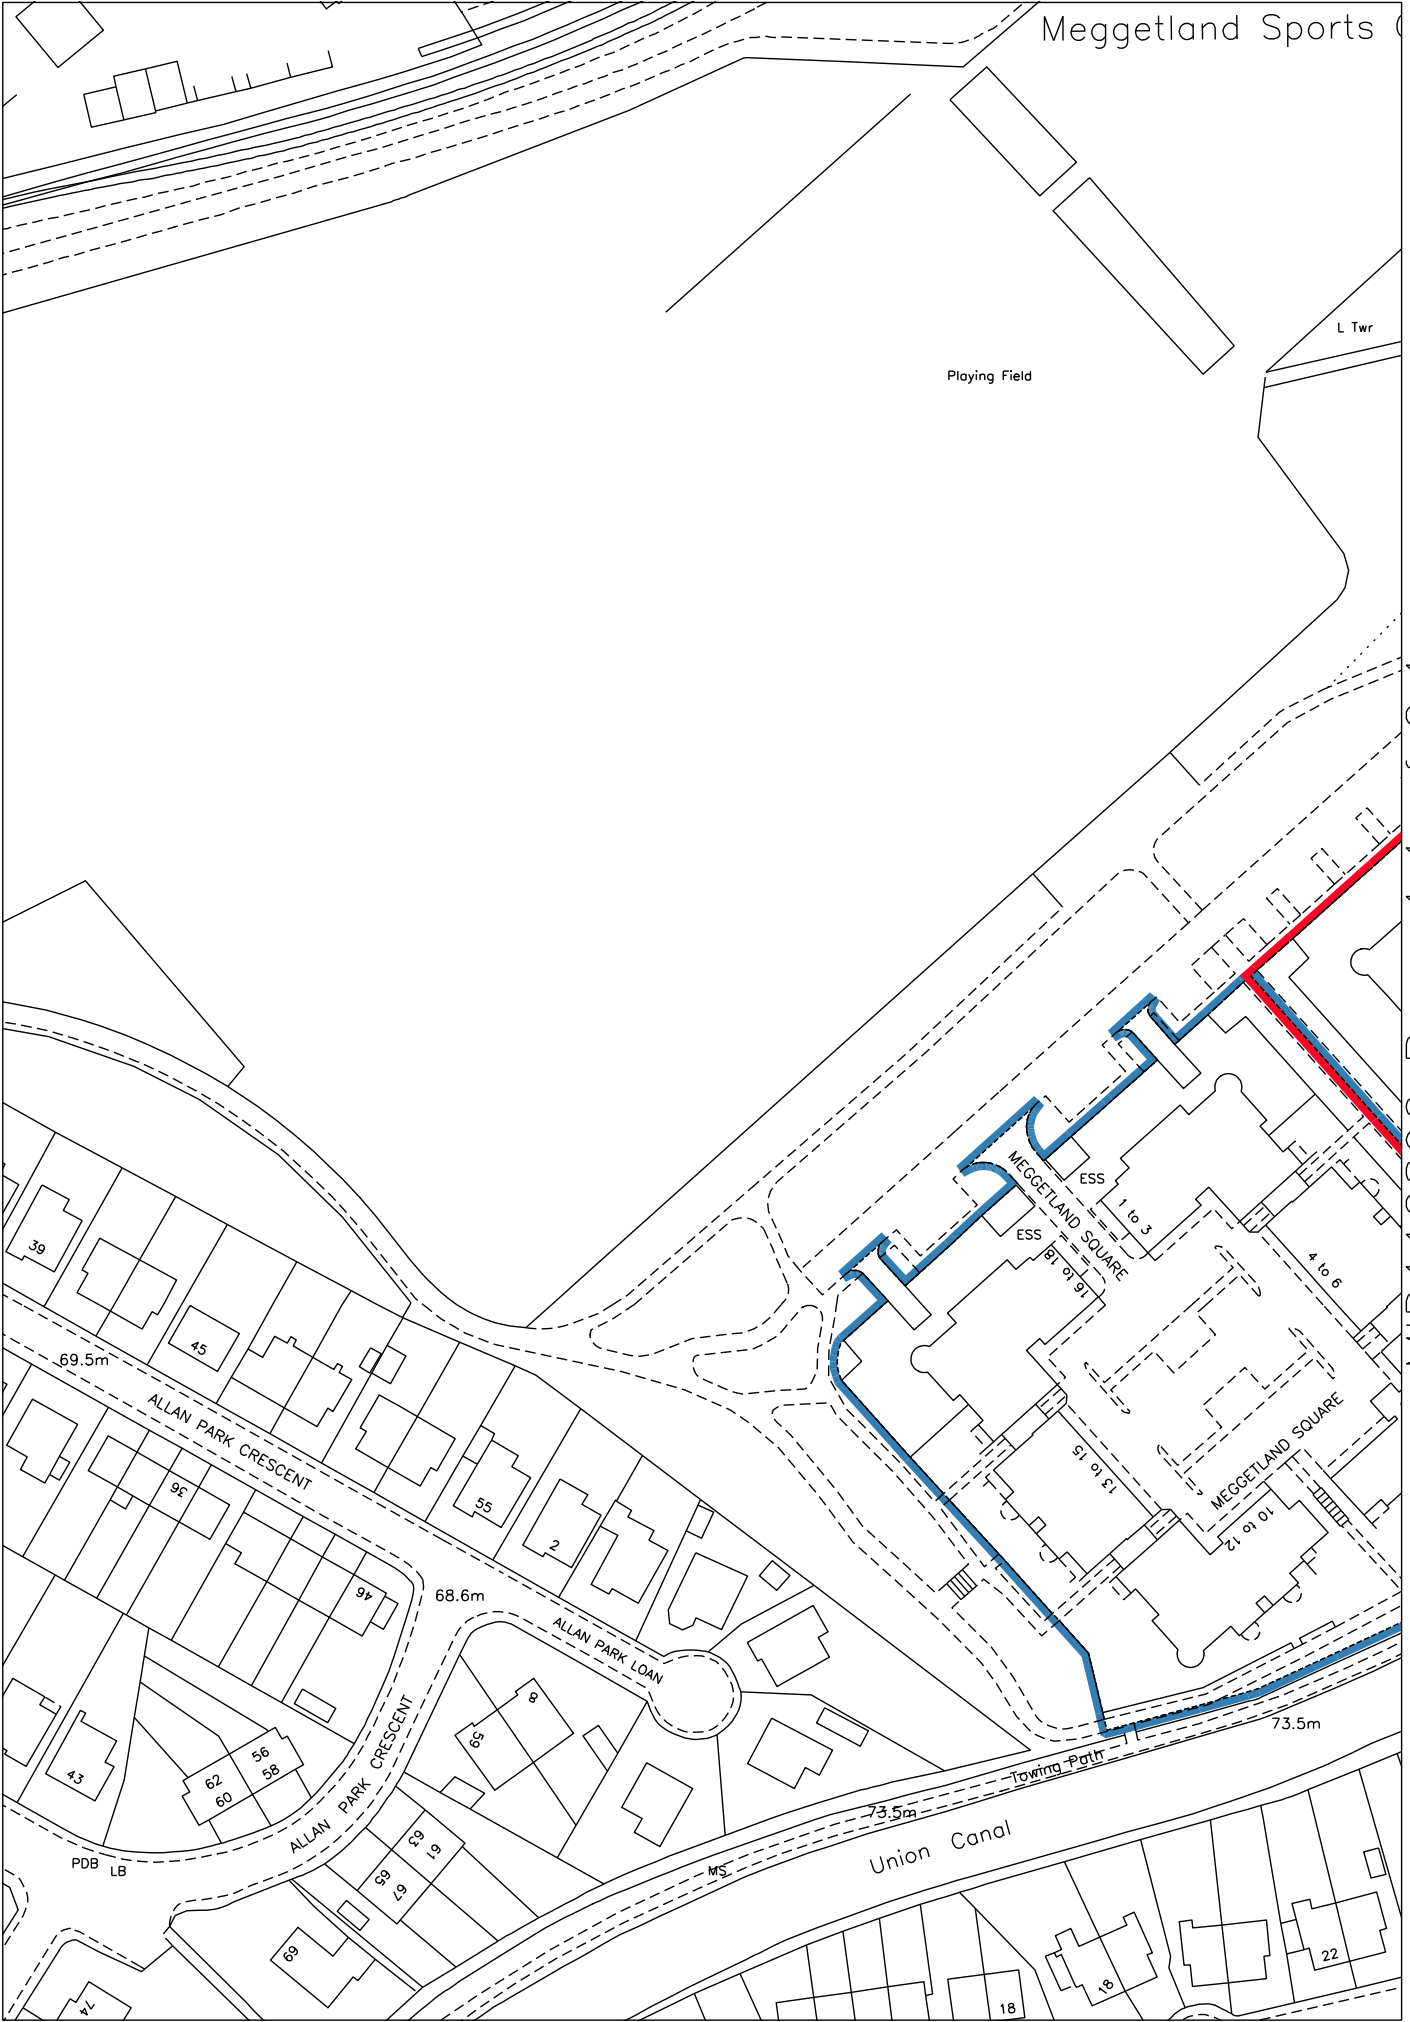 Meggetland Sports
L Twr
Playing Field
ESS
MEGGETLAND SQUARE
1 to 3
ESS
16 to 18
4 to 6
39
45
69.5m
ALLAN PARK CRESCENT
36
55
2
13 to 15
MEGGETLAND SQUARE
10 to 12
46
68.6m
ALLAN PARK LOAN
8
59
ALLAN PARK CRESCENT
43
56
58
62
60
73.5m
Towing Path
73.5m
Union Canal
MS
PDB LB
63
61
65
67
69
74
18
18
22